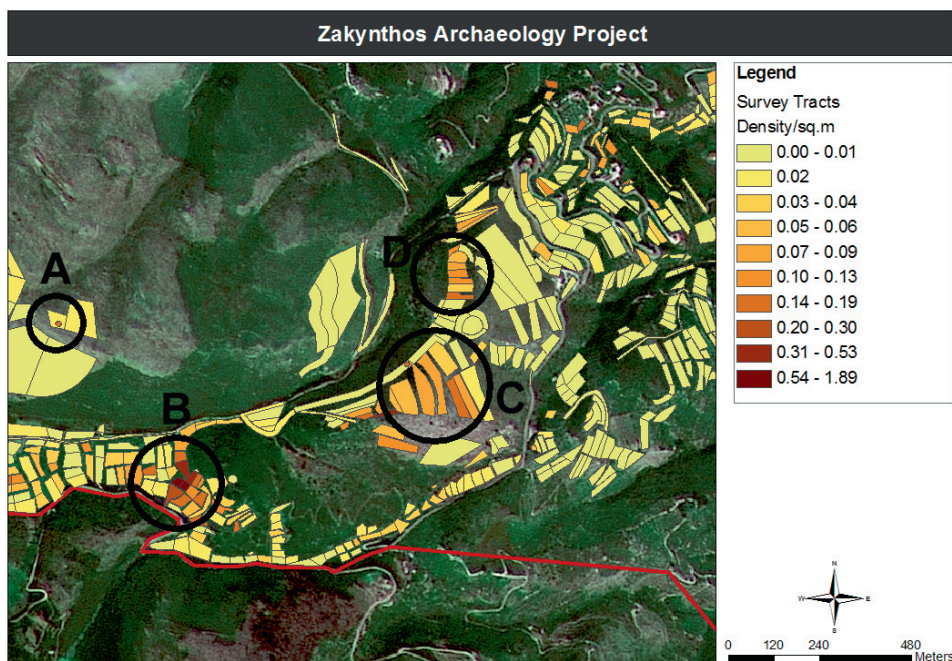 Zakynthos Archaeology Project
A
B
C
D
Legend
Survey Tracts
Density/sq.m
0.00 - 0.01
0.02
0.03 - 0.04
0.05 - 0.06
0.07 - 0.09
0.10 - 0.13
0.14 - 0.19
0.20 - 0.30
0.31 - 0.53
0.54 - 1.89
N
W E
S
0 120 240 480
Meters